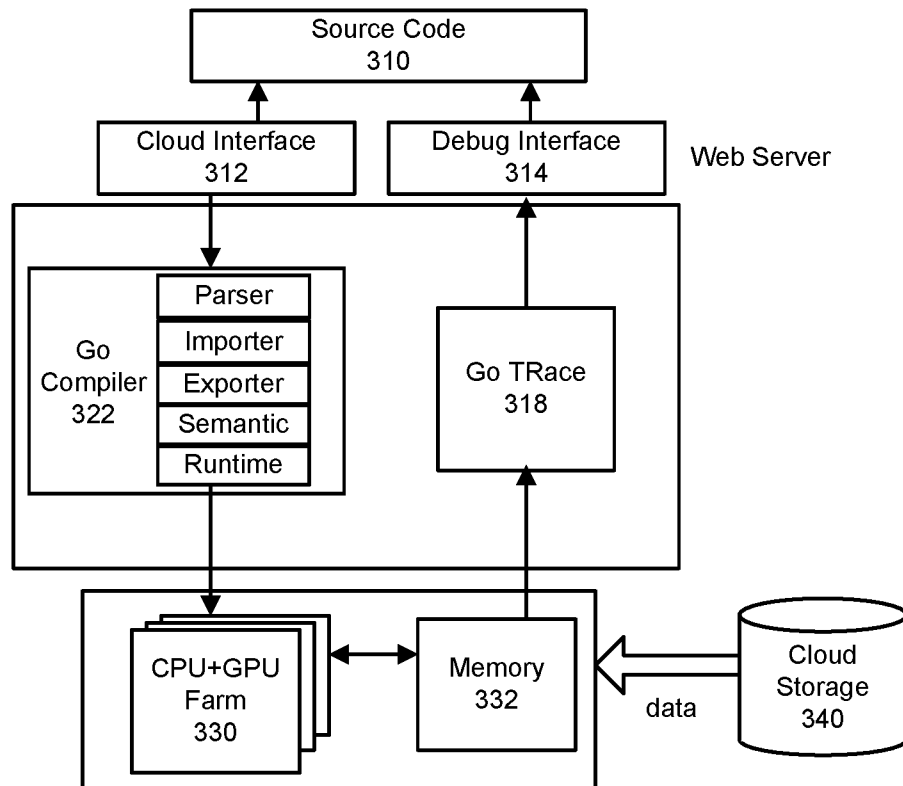 Source Code
310
Cloud Interface
312
Debug Interface
314
Web Server
Go
Compiler
322
Parser
Importer
Exporter
Semantic
Runtime
Go TRace
318
CPU+GPU
Farm
330
Memory
332
data
Cloud
Storage
340